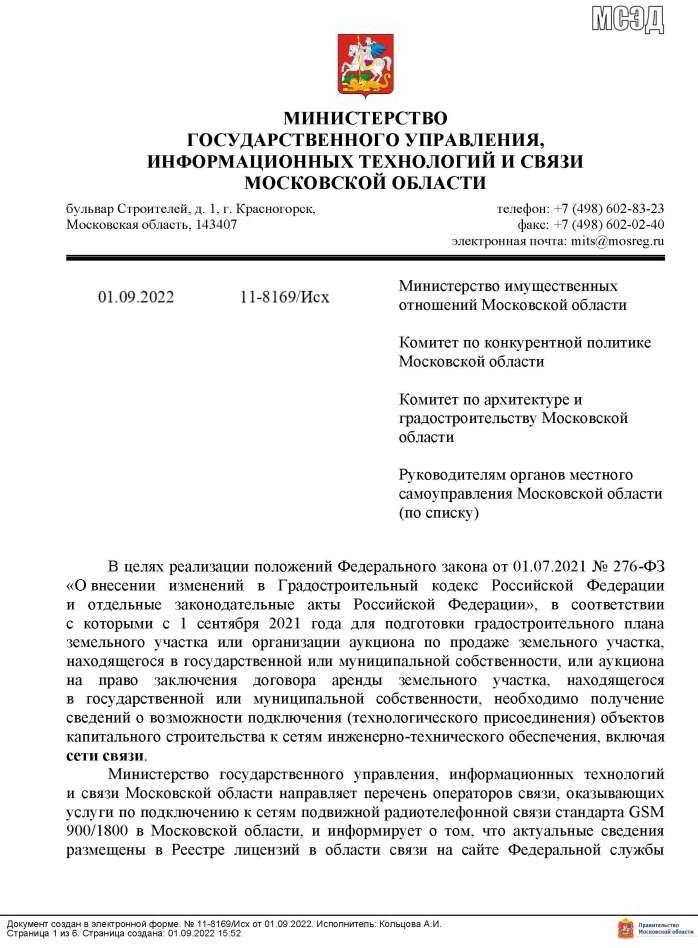 МСЭД
МИНИСТЕРСТВО
ГОСУДАРСТВЕННОГО УПРАВЛЕНИЯ,
ИНФОРМАЦИОННЫХ ТЕХНОЛОГИЙ И СВЯЗИ
МОСКОВСКОЙ ОБЛАСТИ
бульвар Строителей, д. 1, г. Красногорск,
Московская область, 143407
телефон: +7 (498) 602-83-23
факс: +7 (498) 602-02-40
электронная почта: mits@mosreg.ru
01.09.2022 11-8169/Исх
Министерство имущественных
отношений Московской области
Комитет по конкурентной политике
Московской области
Комитет по архитектуре и
градостроительству Московской
области
Руководителям органов местного
самоуправления Московской области
(по списку)
В целях реализации положений Федерального закона от 01.07.2021 № 276-ФЗ
«О внесении изменений в Градостроительный кодекс Российской Федерации
и отдельные законодательные акты Российской Федерации», в соответствии
с которыми с 1 сентября 2021 года для подготовки градостроительного плана
земельного участка или организации аукциона по продаже земельного участка,
находящегося в государственной или муниципальной собственности, или аукциона
на право заключения договора аренды земельного участка, находящегося
в государственной или муниципальной собственности, необходимо получение
сведений о возможности подключения (технологического присоединения) объектов
капитального строительства к сетям инженерно-технического обеспечения, включая
сети связи.
Министерство государственного управления, информационных технологий
и связи Московской области направляет перечень операторов связи, оказывающих
услуги по подключению к сетям подвижной радиотелефонной связи стандарта GSM
900/1800 в Московской области, и информирует о том, что актуальные сведения
размещены в Реестре лицензий в области связи на сайте Федеральной службы
Документ создан в электронной форме. № 11-8169/Исх от 01.09.2022. Исполнитель: Кольцова А.И.
Страница 1 из 6. Страница создана: 01.09.2022 15:52
Правительство
Московской области